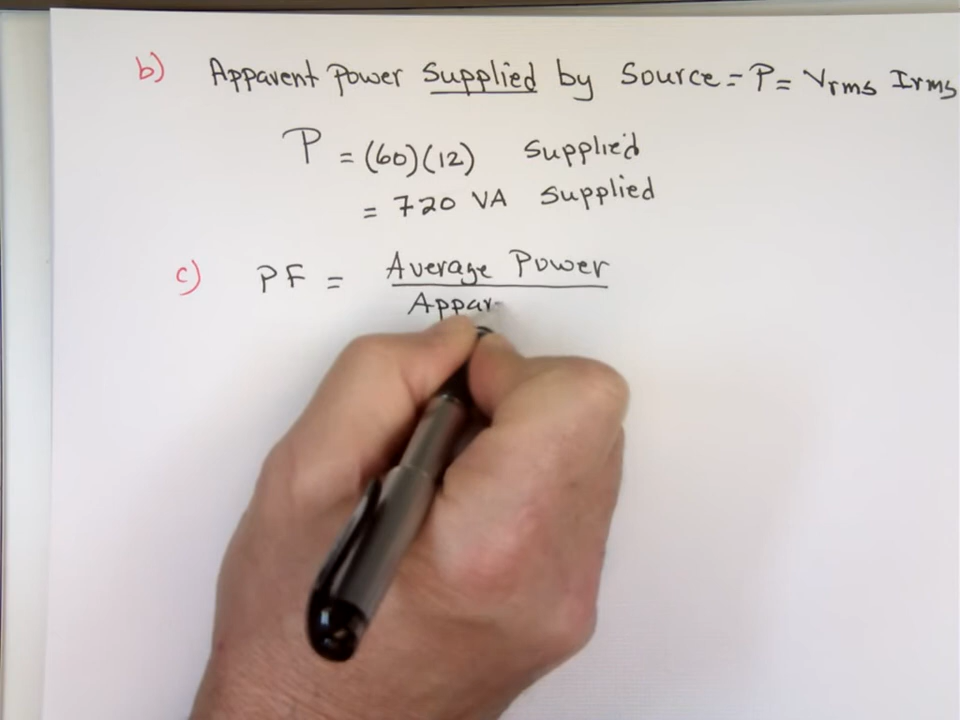 b) Apparent Power Supplied by Source = P = Vrms Irms
P = (60)(12) Supplied
= 720 VA Supplied
c) PF = Average Power
Appar